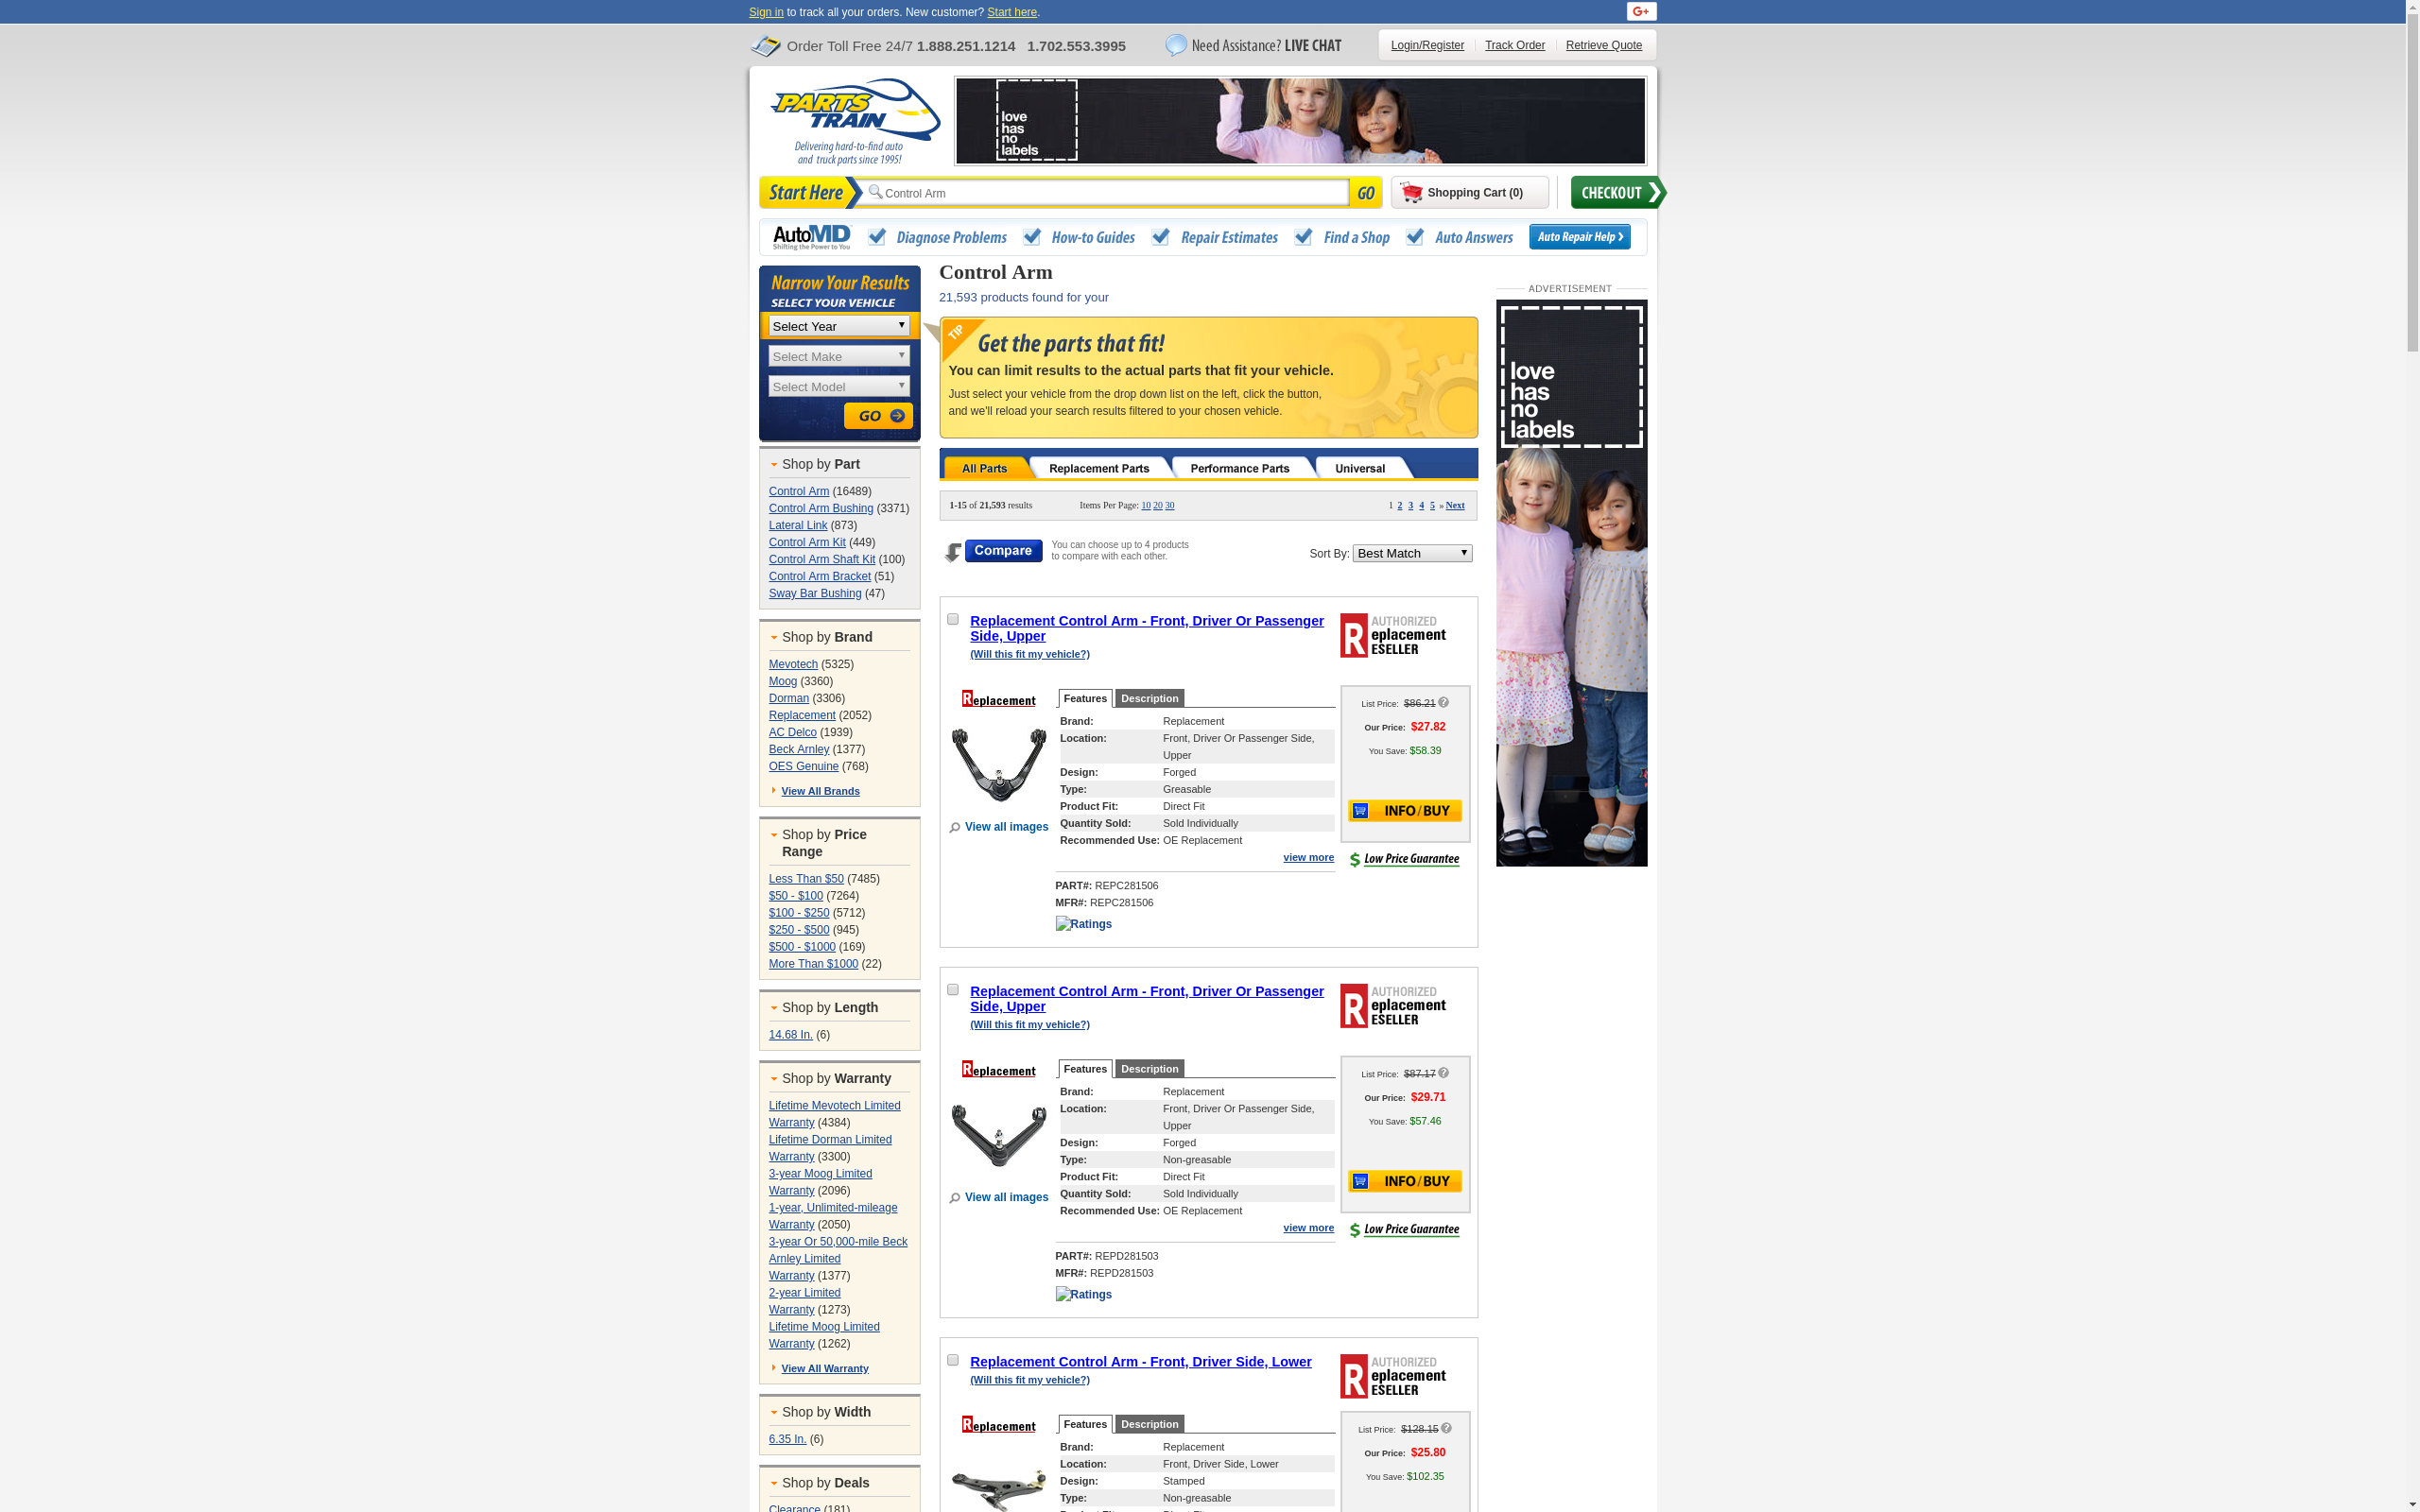 Sign in to track all your orders. New customer? Start here.
G+
Order Toll Free 24/7 1.888.251.1214 1.702.553.3995
Need Assistance? LIVE CHAT
Login/Register
Track Order
Retrieve Quote
PARTS
TRAIN
Delivering hard-to-find auto
and truck parts since 1995!
love
has
no
labels
Start Here
Control Arm
GO
Shopping Cart (0)
CHECKOUT
AutoMD
Shifting the Power to You
Diagnose Problems
How-to Guides
Repair Estimates
Find a Shop
Auto Answers
Auto Repair Help
Narrow Your Results
SELECT YOUR VEHICLE
Select Year
Select Make
Select Model
GO
Shop by Part
Control Arm (16489)
Control Arm Bushing (3371)
Lateral Link (873)
Control Arm Kit (449)
Control Arm Shaft Kit (100)
Control Arm Bracket (51)
Sway Bar Bushing (47)
Shop by Brand
Mevotech (5325)
Moog (3360)
Dorman (3306)
Replacement (2052)
AC Delco (1939)
Beck Arnley (1377)
OES Genuine (768)
View All Brands
Shop by Price
Range
Less Than $50 (7485)
$50 - $100 (7264)
$100 - $250 (5712)
$250 - $500 (945)
$500 - $1000 (169)
More Than $1000 (22)
Shop by Length
14.68 In. (6)
Shop by Warranty
Lifetime Mevotech Limited
Warranty (4384)
Lifetime Dorman Limited
Warranty (3300)
3-year Moog Limited
Warranty (2096)
1-year, Unlimited-mileage
Warranty (2050)
3-year Or 50,000-mile Beck
Arnley Limited
Warranty (1377)
2-year Limited
Warranty (1273)
Lifetime Moog Limited
Warranty (1262)
View All Warranty
Shop by Width
6.35 In. (6)
Shop by Deals
Clearance (181)
Control Arm
21,593 products found for your
TIP
Get the parts that fit!
You can limit results to the actual parts that fit your vehicle.
Just select your vehicle from the drop down list on the left, click the button,
and we'll reload your search results filtered to your chosen vehicle.
All Parts
Replacement Parts
Performance Parts
Universal
1-15 of 21,593 results
Items Per Page: 10 20 30
1 2 3 4 5 » Next
Compare
You can choose up to 4 products
to compare with each other.
Sort By: Best Match
Replacement Control Arm - Front, Driver Or Passenger
Side, Upper
(Will this fit my vehicle?)
AUTHORIZED
Replacement
RESELLER
Replacement
View all images
Features
Description
Brand: Replacement
Location: Front, Driver Or Passenger Side,
Upper
Design: Forged
Type: Greasable
Product Fit: Direct Fit
Quantity Sold: Sold Individually
Recommended Use: OE Replacement
view more
PART#: REPC281506
MFR#: REPC281506
Ratings
List Price: $86.21 ?
Our Price: $27.82
You Save: $58.39
INFO/BUY
$ Low Price Guarantee
Replacement Control Arm - Front, Driver Or Passenger
Side, Upper
(Will this fit my vehicle?)
AUTHORIZED
Replacement
RESELLER
Replacement
View all images
Features
Description
Brand: Replacement
Location: Front, Driver Or Passenger Side,
Upper
Design: Forged
Type: Non-greasable
Product Fit: Direct Fit
Quantity Sold: Sold Individually
Recommended Use: OE Replacement
view more
PART#: REPD281503
MFR#: REPD281503
Ratings
List Price: $87.17 ?
Our Price: $29.71
You Save: $57.46
INFO/BUY
$ Low Price Guarantee
Replacement Control Arm - Front, Driver Side, Lower
(Will this fit my vehicle?)
AUTHORIZED
Replacement
RESELLER
Replacement
Features
Description
Brand: Replacement
Location: Front, Driver Side, Lower
Design: Stamped
Type: Non-greasable
List Price: $128.15 ?
Our Price: $25.80
You Save: $102.35
ADVERTISEMENT
love
has
no
labels